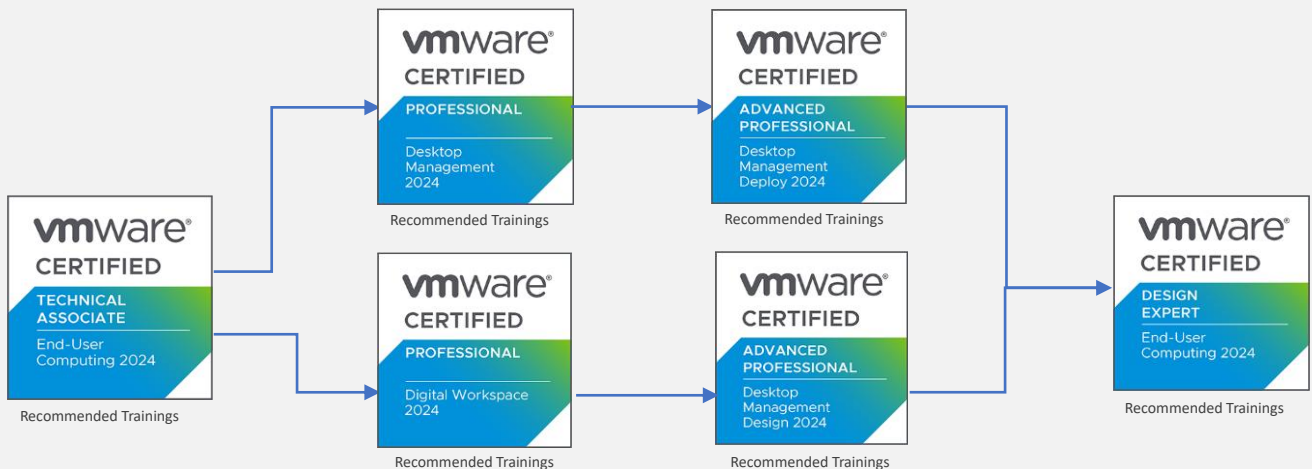 vmware®
CERTIFIED
TECHNICAL
ASSOCIATE
End-User
Computing 2024
Recommended Trainings
vmware®
CERTIFIED
PROFESSIONAL
Desktop
Management
2024
Recommended Trainings
vmware®
CERTIFIED
ADVANCED
PROFESSIONAL
Desktop
Management
Deploy 2024
Recommended Trainings
vmware®
CERTIFIED
PROFESSIONAL
Digital Workspace
2024
Recommended Trainings
vmware®
CERTIFIED
ADVANCED
PROFESSIONAL
Desktop
Management
Design 2024
Recommended Trainings
vmware®
CERTIFIED
DESIGN
EXPERT
End-User
Computing 2024
Recommended Trainings